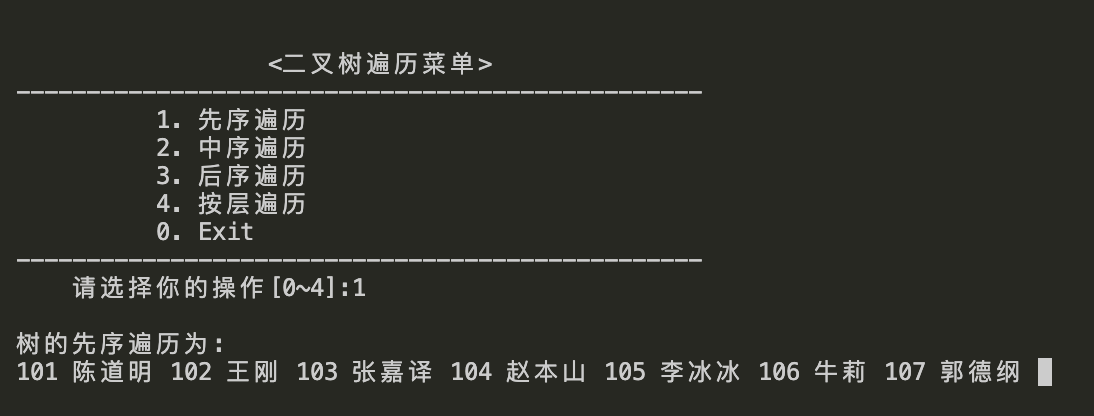 <二叉树遍历菜单>
-------------------------------------------------
1. 先序遍历
2. 中序遍历
3. 后序遍历
4. 按层遍历
0. Exit
-------------------------------------------------
请选择你的操作[0~4]:1
树的先序遍历为:
101 陈道明 102 王刚 103 张嘉译 104 赵本山 105 李冰冰 106 牛莉 107 郭德纲